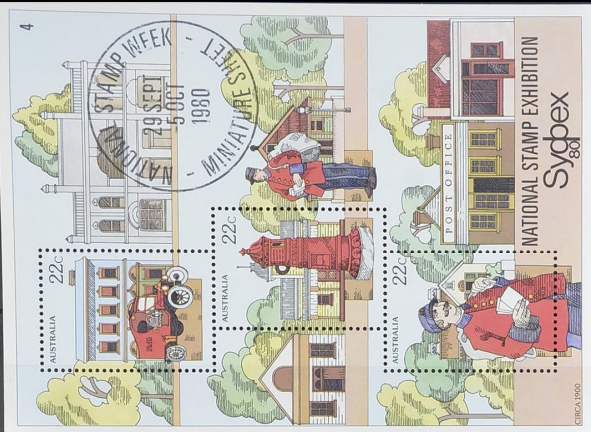 4
NATIONAL STAMP WEEK - MINIATURE SHEET -
29 SEPT
-5 OCT
1980
POST OFFICE
NATIONAL STAMP EXHIBITION
Sydpex
'80
22c
AUSTRALIA
22c
AUSTRALIA
22c
AUSTRALIA
CIRCA 1900